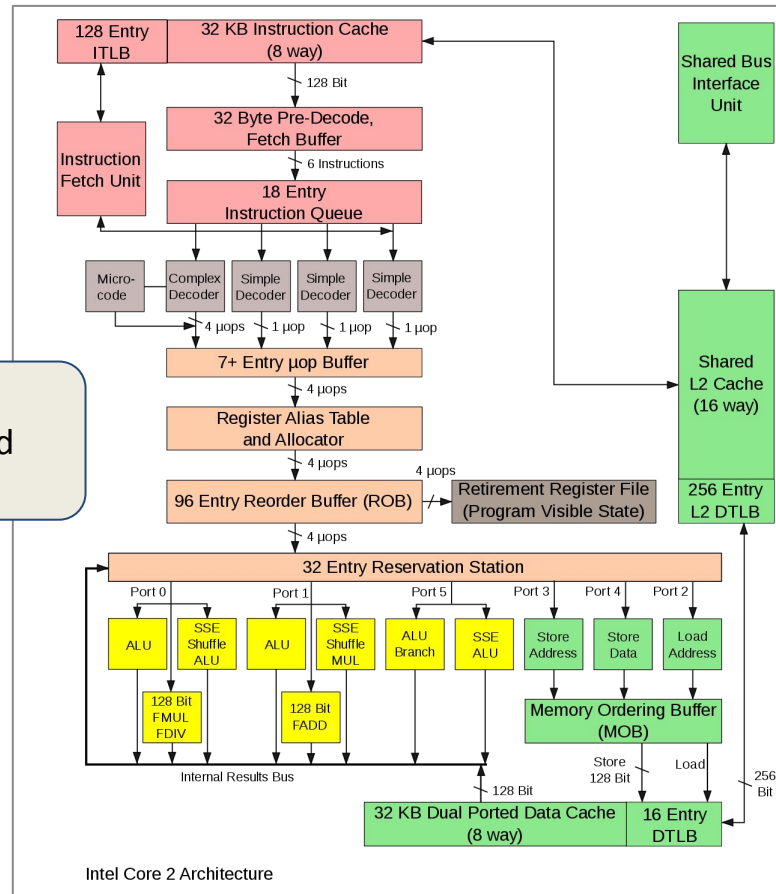 128 Entry
ITLB
32 KB Instruction Cache
(8 way)
Shared Bus
Interface
Unit
128 Bit
32 Byte Pre-Decode,
Fetch Buffer
Instruction
Fetch Unit
6 Instructions
18 Entry
Instruction Queue
Micro-
code
Complex
Decoder
Simple
Decoder
Simple
Decoder
Simple
Decoder
4 µops
1 µop
1 µop
1 µop
Shared
L2 Cache
(16 way)
7+ Entry µop Buffer
4 µops
Register Alias Table
and Allocator
d
4 µops
4 µops
96 Entry Reorder Buffer (ROB)
Retirement Register File
(Program Visible State)
256 Entry
L2 DTLB
4 µops
32 Entry Reservation Station
Port 0
Port 1
Port 5
Port 3
Port 4
Port 2
ALU
SSE
Shuffle
ALU
ALU
SSE
Shuffle
MUL
ALU
Branch
SSE
ALU
Store
Address
Store
Data
Load
Address
128 Bit
FMUL
FDIV
128 Bit
FADD
Memory Ordering Buffer
(MOB)
Internal Results Bus
Store
128 Bit
Load
256
Bit
128 Bit
32 KB Dual Ported Data Cache
(8 way)
16 Entry
DTLB
Intel Core 2 Architecture